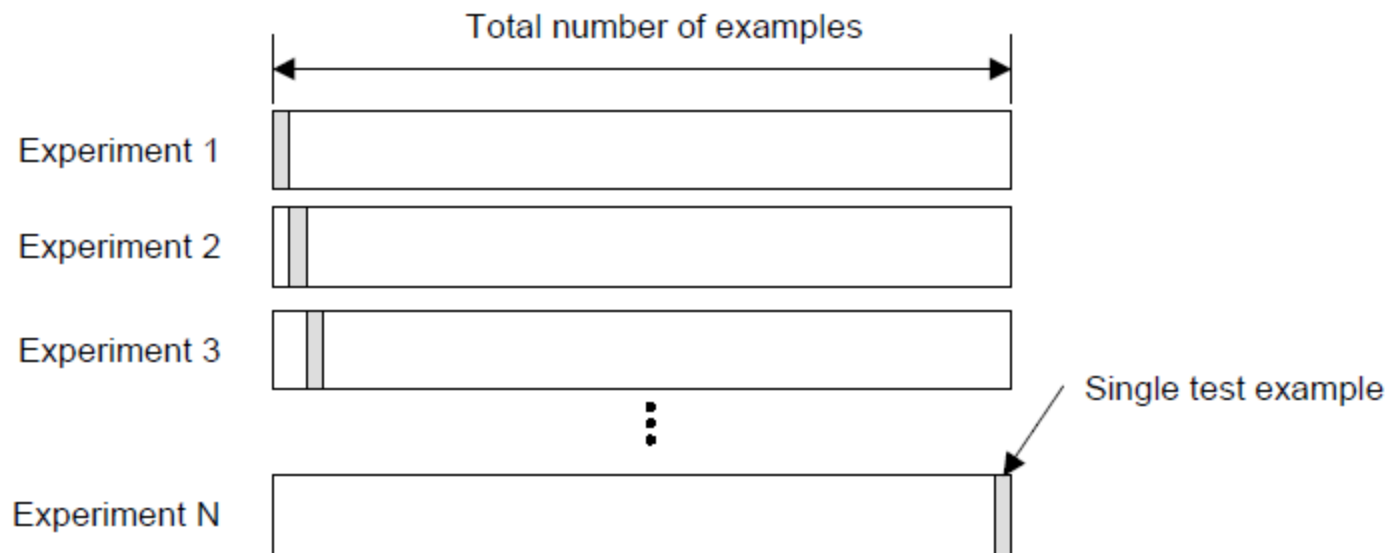 Total number of examples
Experiment 1
Experiment 2
Experiment 3
Single test example
Experiment N